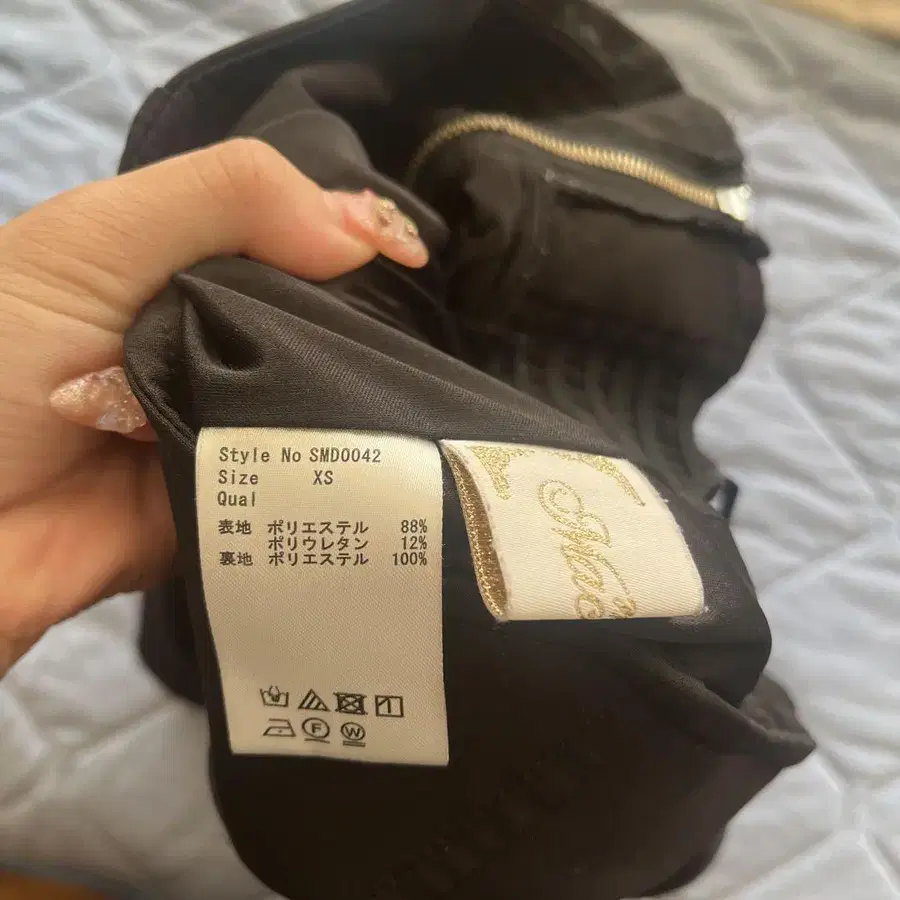 Style No SMD0042
Size XS
Qual
表地 ポリエステル 88%
ポリウレタン 12%
裏地 ポリエステル 100%
F
W